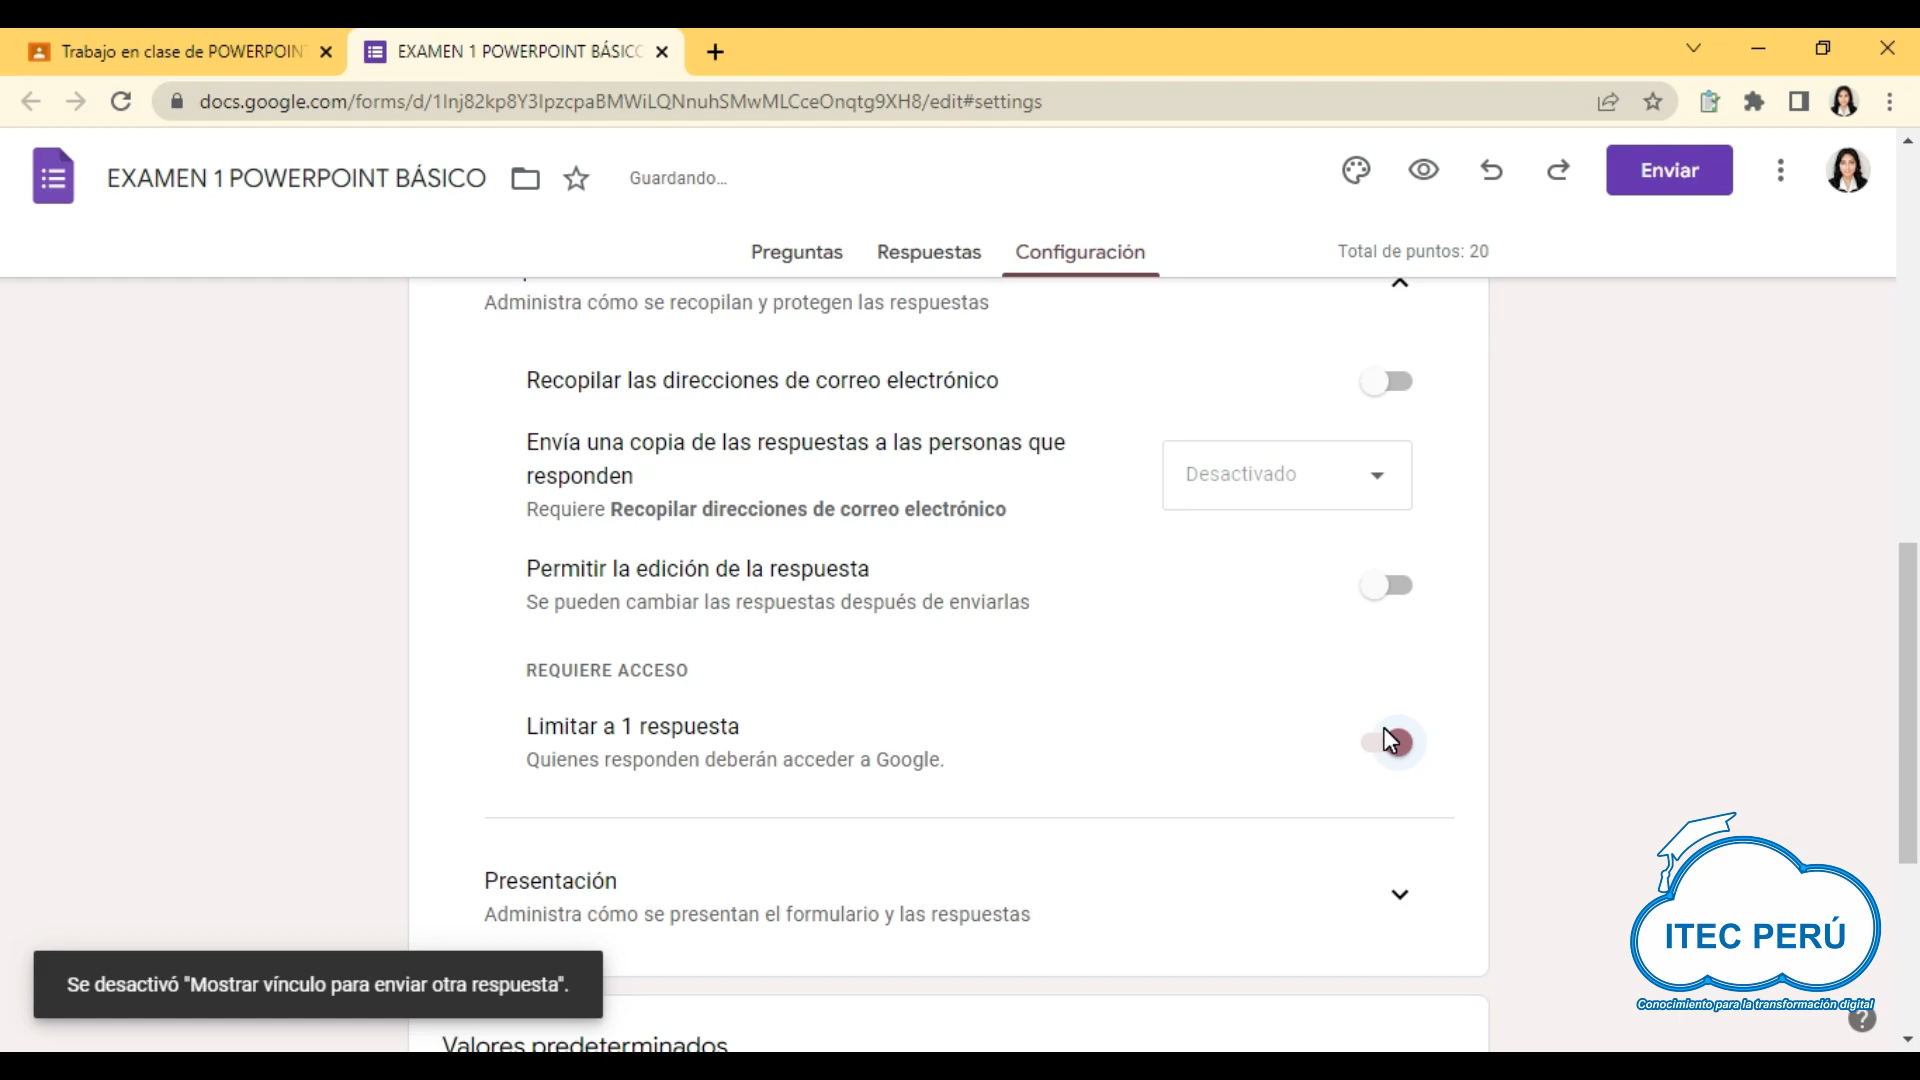 Trabajo en clase de POWERPOIN
EXAMEN 1 POWERPOINT BÁSICO
docs.google.com/forms/d/1Inj82kp8Y3IpzcpaBMWiLQNnuhSMwMLCceOnqtg9XH8/edit#settings
EXAMEN 1 POWERPOINT BÁSICO
Guardando...
Enviar
Preguntas
Respuestas
Configuración
Total de puntos: 20
Administra cómo se recopilan y protegen las respuestas
Recopilar las direcciones de correo electrónico
Envía una copia de las respuestas a las personas que
responden
Requiere Recopilar direcciones de correo electrónico
Desactivado
Permitir la edición de la respuesta
Se pueden cambiar las respuestas después de enviarlas
REQUIERE ACCESO
Limitar a 1 respuesta
Quienes responden deberán acceder a Google.
Presentación
Administra cómo se presentan el formulario y las respuestas
Se desactivó "Mostrar vínculo para enviar otra respuesta".
Valores predeterminados
ITEC PERÚ
Conocimiento para la transformación digital